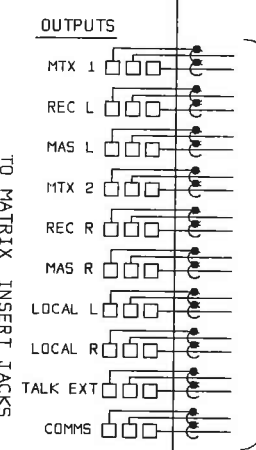 OUTPUTS
MTX 1
REC L
MAS L
MTX 2
REC R
MAS R
LOCAL L
LOCAL R
TALK EXT
COMMS
TO MATRIX INSERT JACKS